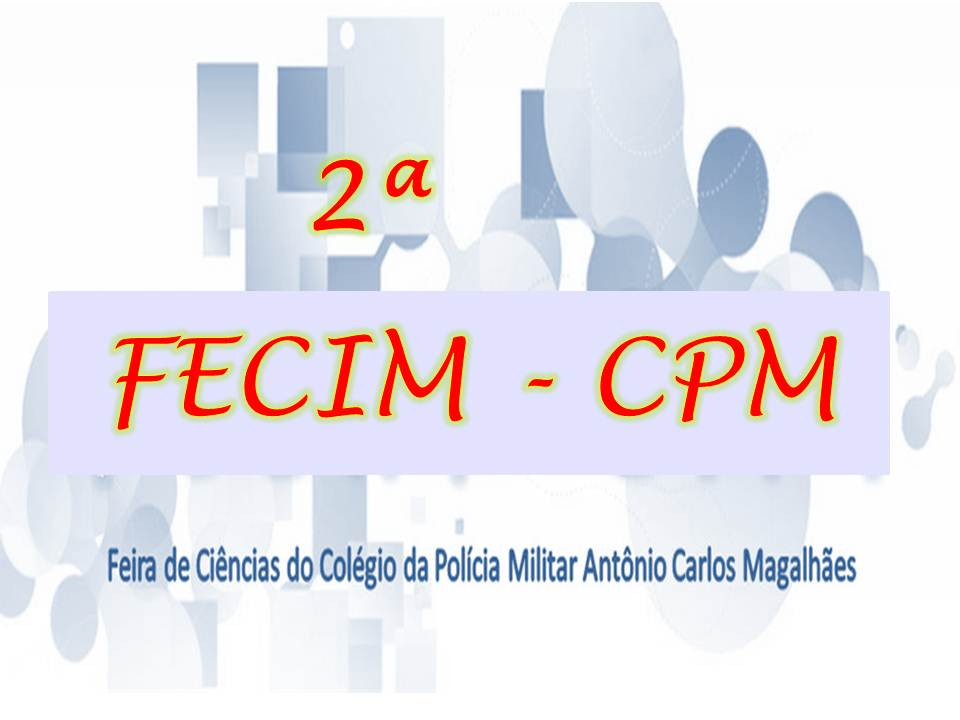 2ª
FECIM - CPM
Feira de Ciências do Colégio da Polícia Militar Antônio Carlos Magalhães